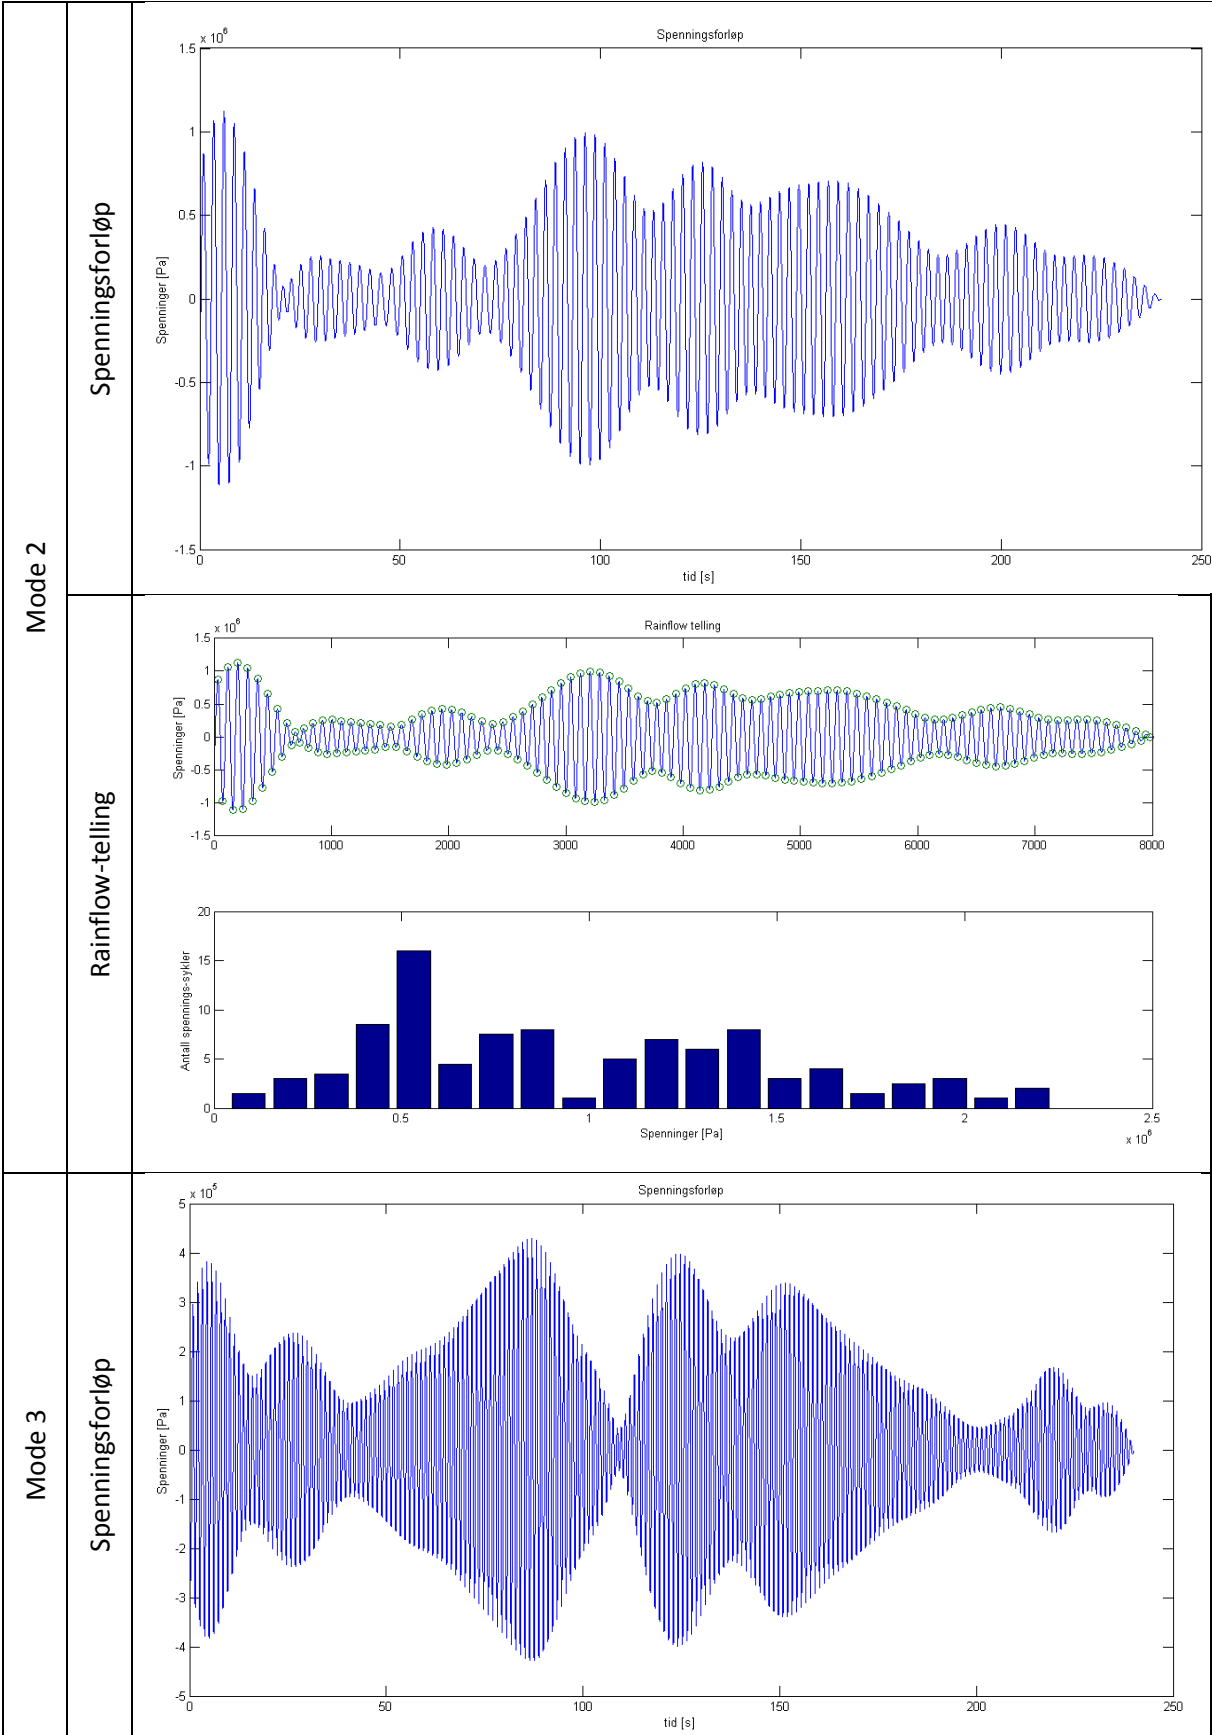 Mode 2
Spenningsforløp
Spenningsforløp
x 10^6
1.5
1
0.5
0
-0.5
-1
-1.5
Spenninger [Pa]
0 50 100 150 200 250
tid [s]
Rainflow-telling
Rainflow telling
x 10^6
1.5
1
0.5
0
-0.5
-1
-1.5
Spenninger [Pa]
0 1000 2000 3000 4000 5000 6000 7000 8000
20
15
10
5
0
Antall spennings-sykler
0 0.5 1 1.5 2 2.5
Spenninger [Pa]
x 10^6
Mode 3
Spenningsforløp
Spenningsforløp
x 10^5
5
4
3
2
1
0
-1
-2
-3
-4
-5
Spenninger [Pa]
0 50 100 150 200 250
tid [s]